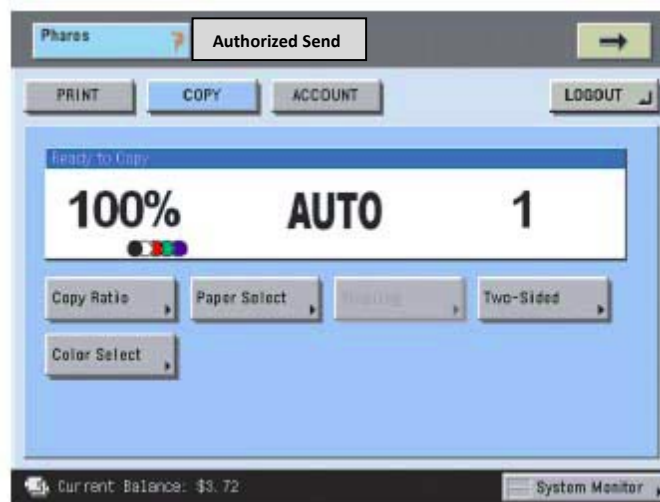 Pharos
Authorized Send
PRINT COPY ACCOUNT LOGOUT
Ready to Copy
100% AUTO 1
Copy Ratio Paper Select Two-Sided
Color Select
Current Balance: $3.72 System Monitor